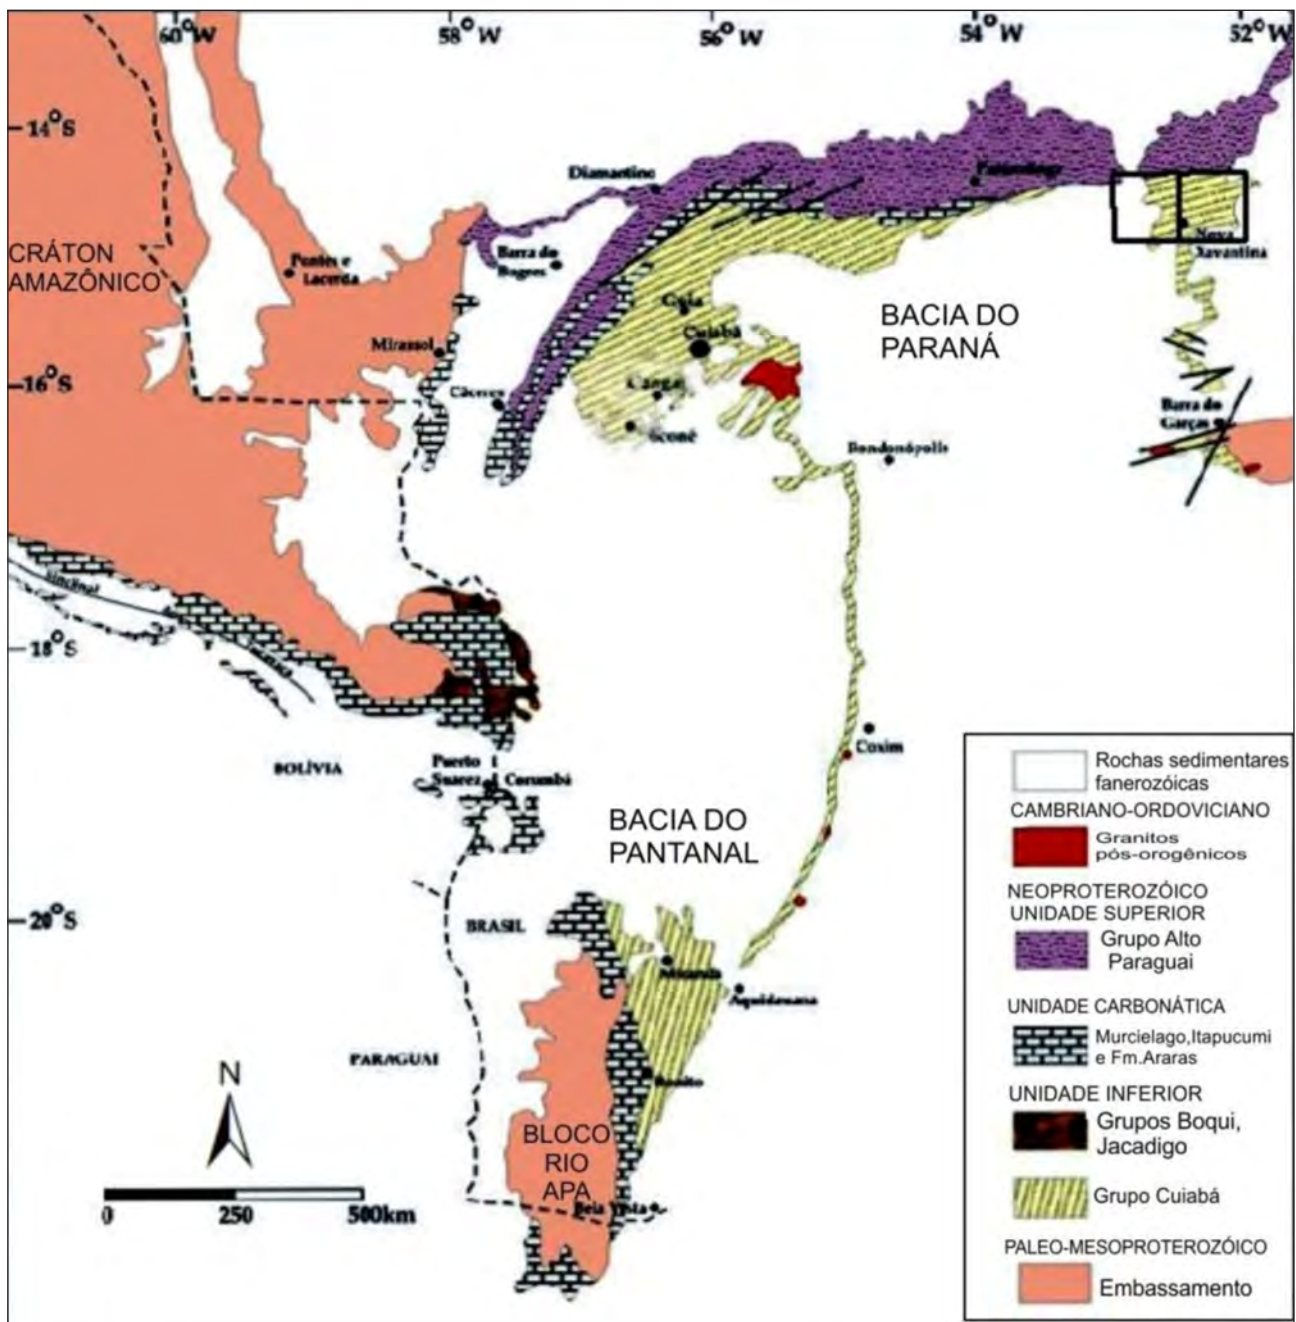 60°W
58°W
56°W
54°W
52°W
14°S
16°S
18°S
20°S
Diamantino
CRÁTON
AMAZÔNICO
Pontes e
Lacerda
Barra do
Bugres
Nova
Xavantina
Guia
Cuiabá
BACIA DO
PARANÁ
Mirassol
Cáceres
Cangas
Barra do
Garças
Rondonópolis
Sinclinal
BOLÍVIA
Puerto
Suarez
Corumbá
Coxim
BACIA DO
PANTANAL
BRASIL
Miranda
Aquidauana
PARAGUAI
Bonito
BLOCO
RIO
APA
Bela Vista
N
0
250
500km
Rochas sedimentares
fanerozóicas
CAMBRIANO-ORDOVICIANO
Granitos
pós-orogênicos
NEOPROTEROZÓICO
UNIDADE SUPERIOR
Grupo Alto
Paraguai
UNIDADE CARBONÁTICA
Murcielago,Itapucumi
e Fm.Araras
UNIDADE INFERIOR
Grupos Boqui,
Jacadigo
Grupo Cuiabá
PALEO-MESOPROTEROZÓICO
Embassamento